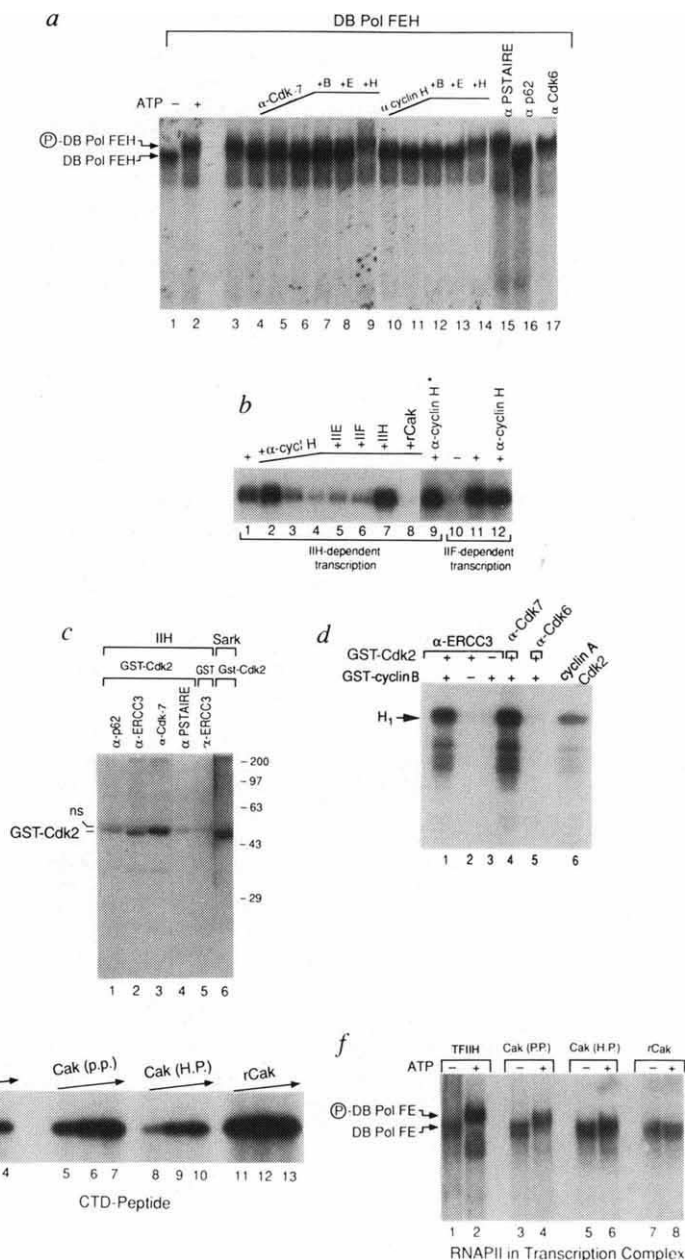 a
DB Pol FEH
α-Cdk-7 +B +E +H α cyclin H +B +E +H α PSTAIRE α p62 α Cdk6
ATP − +
Ⓟ-DB Pol FEH
DB Pol FEH
1 2 3 4 5 6 7 8 9 10 11 12 13 14 15 16 17
b
+ +α-cycl H +IIE +IIF +IIH +rCak + α-cyclin H* − + + α-cyclin H
1 2 3 4 5 6 7 8 9 10 11 12
IIH-dependent transcription
IIF-dependent transcription
c
IIH Sark
GST-Cdk2 GST Gst-Cdk2
α-p62 α-ERCC3 α-Cdk-7 α PSTAIRE α-ERCC3
ns
GST-Cdk2
- 200
- 97
- 63
- 43
- 29
1 2 3 4 5 6
d
α-ERCC3 α-Cdk7 α-Cdk6
GST-Cdk2 + + − + +
GST-cyclin B + − + + +
cyclin A Cdk2
H1
1 2 3 4 5 6
Cak (p.p.) Cak (H.P.) rCak
4 5 6 7 8 9 10 11 12 13
CTD-Peptide
f
TFIIH Cak (P.P.) Cak (H.P.) rCak
ATP − + − + − + − +
Ⓟ-DB Pol FE
DB Pol FE
1 2 3 4 5 6 7 8
RNAPII in Transcription Complex